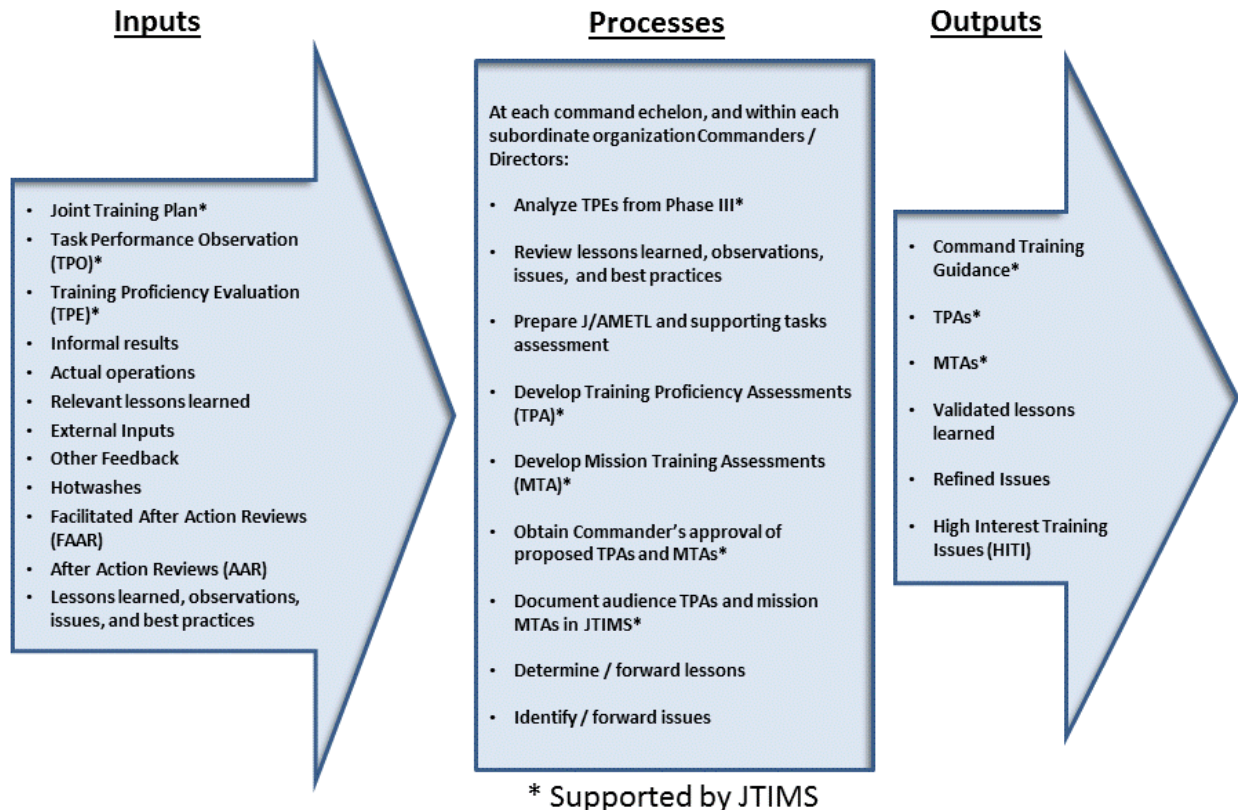 Inputs
• Joint Training Plan*
• Task Performance Observation
(TPO)*
• Training Proficiency Evaluation
(TPE)*
• Informal results
• Actual operations
• Relevant lessons learned
• External Inputs
• Other Feedback
• Hotwashes
• Facilitated After Action Reviews
(FAAR)
• After Action Reviews (AAR)
• Lessons learned, observations,
issues, and best practices
Processes
At each command echelon, and within each
subordinate organization Commanders /
Directors:
• Analyze TPEs from Phase III*
• Review lessons learned, observations,
issues, and best practices
• Prepare J/AMETL and supporting tasks
assessment
• Develop Training Proficiency Assessments
(TPA)*
• Develop Mission Training Assessments
(MTA)*
• Obtain Commander's approval of
proposed TPAs and MTAs*
• Document audience TPAs and mission
MTAs in JTIMS*
• Determine / forward lessons
• Identify / forward issues
Outputs
• Command Training
Guidance*
• TPAs*
• MTAs*
• Validated lessons
learned
• Refined Issues
• High Interest Training
Issues (HITI)
* Supported by JTIMS